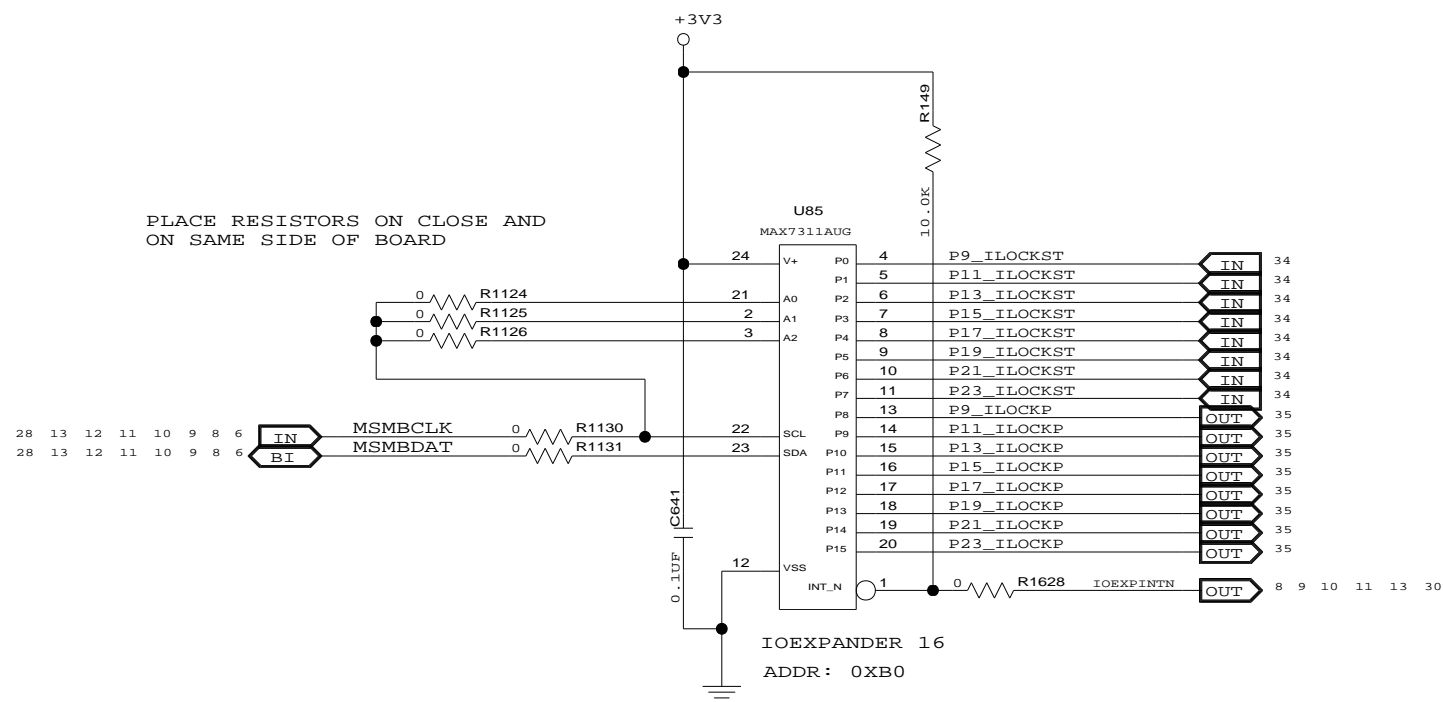 +3V3
R149
10.0K
PLACE RESISTORS ON CLOSE AND
ON SAME SIDE OF BOARD
U85
MAX7311AUG
24 V+ P0 4 P9_ILOCKST IN 34
P1 5 P11_ILOCKST IN 34
0 R1124 21 A0 P2 6 P13_ILOCKST IN 34
0 R1125 2 A1 P3 7 P15_ILOCKST IN 34
0 R1126 3 A2 P4 8 P17_ILOCKST IN 34
P5 9 P19_ILOCKST IN 34
P6 10 P21_ILOCKST IN 34
P7 11 P23_ILOCKST IN 34
P8 13 P9_ILOCKP OUT 35
28 13 12 11 10 9 8 6 IN MSMBCLK 0 R1130 22 SCL P9 14 P11_ILOCKP OUT 35
28 13 12 11 10 9 8 6 BI MSMBDAT 0 R1131 23 SDA P10 15 P13_ILOCKP OUT 35
P11 16 P15_ILOCKP OUT 35
P12 17 P17_ILOCKP OUT 35
C641 P13 18 P19_ILOCKP OUT 35
P14 19 P21_ILOCKP OUT 35
P15 20 P23_ILOCKP OUT 35
0.1UF 12 VSS
INT_N 1 0 R1628 IOEXPINTN OUT 8 9 10 11 13 30
IOEXPANDER 16
ADDR: 0XB0